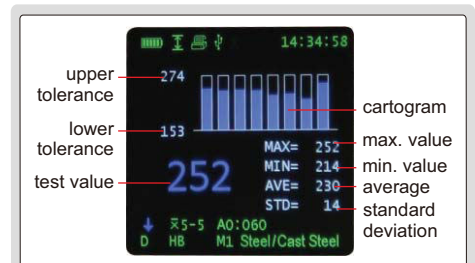 14:34:58
upper tolerance
274
cartogram
lower tolerance
153
MAX= 252
max. value
MIN= 214
min. value
test value
252
AVE= 230
average
STD= 14
standard deviation
x̅5-5 A0:060
D HB M1 Steel/Cast Steel